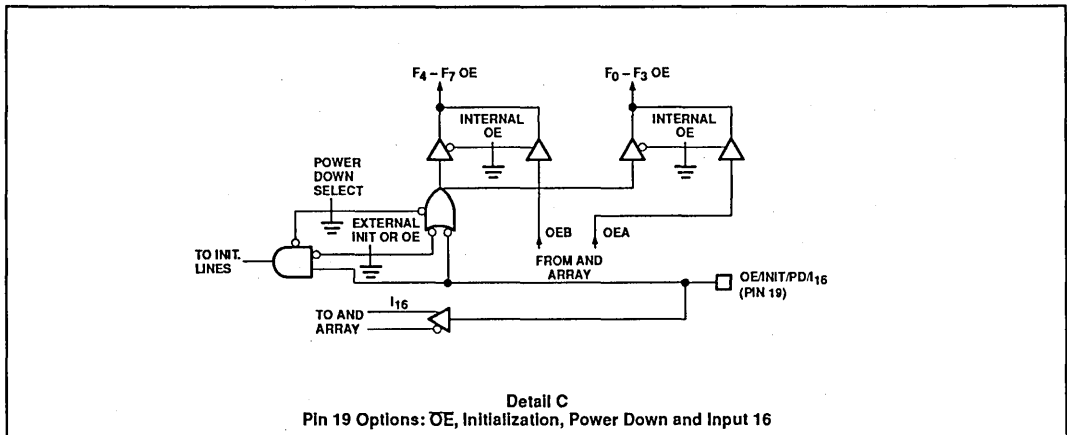 F4 – F7 OE
F0 – F3 OE
INTERNAL
OE
INTERNAL
OE
POWER
DOWN
SELECT
EXTERNAL
INIT OR OE
OEB
OEA
TO INIT.
LINES
FROM AND
ARRAY
OE/INIT/PD/I16
(PIN 19)
I16
TO AND
ARRAY
Detail C
Pin 19 Options: O̅E̅, Initialization, Power Down and Input 16